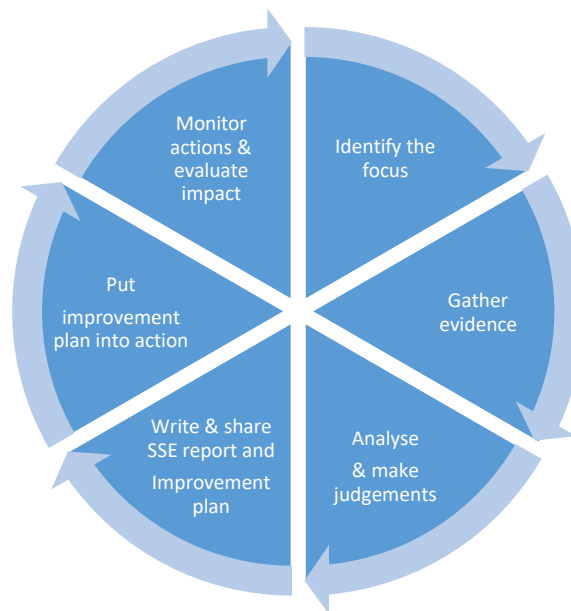 Identify the
focus
Gather
evidence
Analyse
& make
judgements
Write & share
SSE report and
Improvement
plan
Put
improvement
plan into action
Monitor
actions &
evaluate
impact